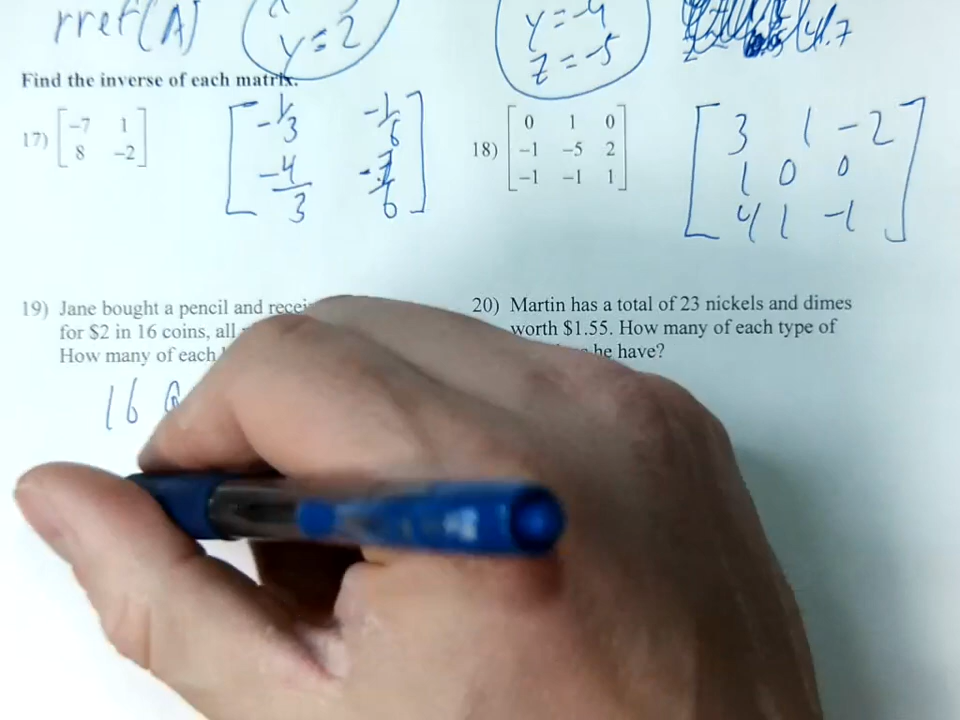 rref(A)
y = 2
y = -4
z = -5
4.7
Find the inverse of each matrix.
17) [-7 1
8 -2]
[-1/3 -1/6
-4/3 -7/6]
18) [0 1 0
-1 -5 2
-1 -1 1]
[3 1 -2
1 0 0
4 1 -1]
19) Jane bought a pencil and
for $2 in 16 coins, all
How many of each
16
20) Martin has a total of 23 nickels and dimes
worth $1.55. How many of each type of
he have?